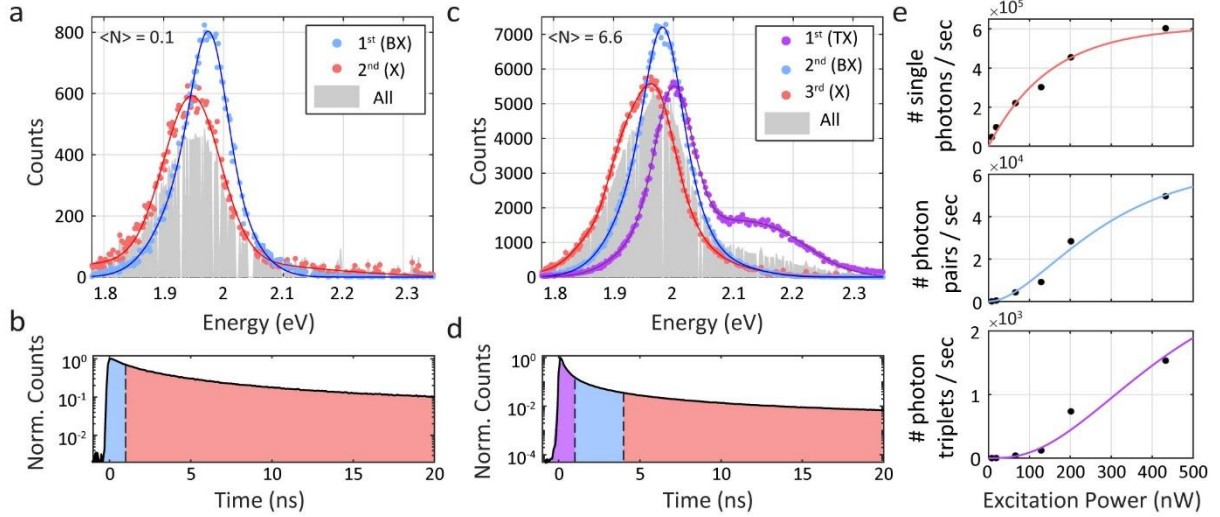 a
<N> = 0.1
1st (BX)
2nd (X)
All
800
600
400
200
0
Counts
1.8 1.9 2 2.1 2.2 2.3
Energy (eV)
b
Norm. Counts
10^0
10^-1
10^-2
0 5 10 15 20
Time (ns)
c
<N> = 6.6
1st (TX)
2nd (BX)
3rd (X)
All
8000
7000
6000
5000
4000
3000
2000
1000
0
Counts
1.8 1.9 2 2.1 2.2 2.3
Energy (eV)
d
Norm. Counts
10^0
10^-2
10^-4
0 5 10 15 20
Time (ns)
e
×10^5
# single
photons / sec
6
4
2
0
×10^4
# photon
pairs / sec
6
4
2
0
×10^3
# photon
triplets / sec
2
1
0
0 100 200 300 400 500
Excitation Power (nW)